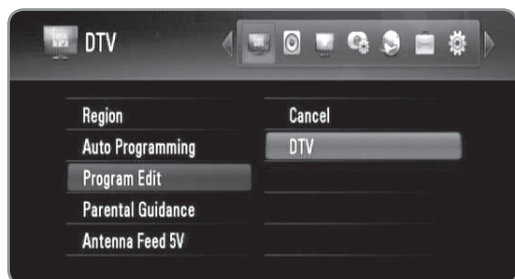 DTV
Region
Auto Programming
Program Edit
Parental Guidance
Antenna Feed 5V
Cancel
DTV